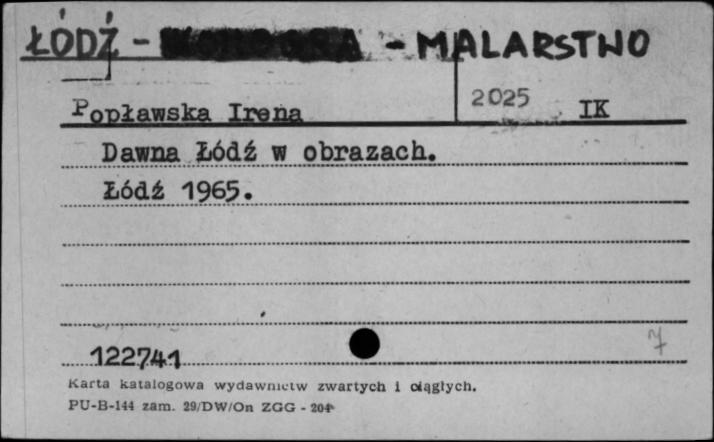 ŁÓDŹ - - MALARSTWO
Popławska Irena 2025 IK
Dawna Łódź w obrazach.
Łódź 1965.
122741 7
Karta katalogowa wydawnictw zwartych i ciągłych.
PU-B-144 zam. 29/DW/On ZGG - 204